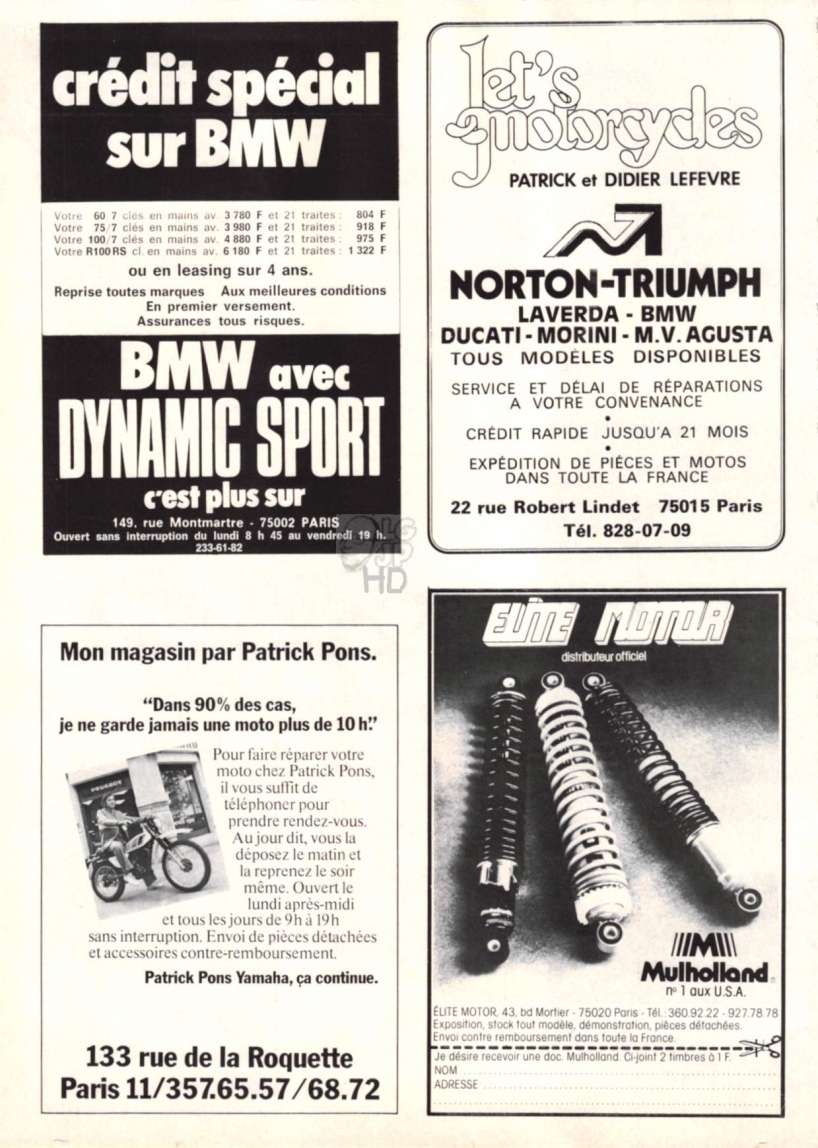 crédit spécial
sur BMW
Votre 60/7 clés en mains av. 3 780 F et 21 traites : 804 F
Votre 75/7 clés en mains av. 3 980 F et 21 traites : 918 F
Votre 100/7 clés en mains av. 4 880 F et 21 traites : 975 F
Votre R100RS cl. en mains av. 6 180 F et 21 traites : 1 322 F
ou en leasing sur 4 ans.
Reprise toutes marques Aux meilleures conditions
En premier versement.
Assurances tous risques.
BMW avec
DYNAMIC SPORT
c'est plus sur
149, rue Montmartre - 75002 PARIS
Ouvert sans interruption du lundi 8 h 45 au vendredi 19 h.
233-61-82
let's
motorcycles
PATRICK et DIDIER LEFEVRE
NORTON-TRIUMPH
LAVERDA - BMW
DUCATI - MORINI - M.V. AGUSTA
TOUS MODÈLES DISPONIBLES
SERVICE ET DÉLAI DE RÉPARATIONS
A VOTRE CONVENANCE
•
CRÉDIT RAPIDE JUSQU'A 21 MOIS
•
EXPÉDITION DE PIÉCES ET MOTOS
DANS TOUTE LA FRANCE
22 rue Robert Lindet 75015 Paris
Tél. 828-07-09
HD
Mon magasin par Patrick Pons.
“Dans 90% des cas,
je ne garde jamais une moto plus de 10 h.”
PEUGEOT
Pour faire réparer votre
moto chez Patrick Pons,
il vous suffit de
téléphoner pour
prendre rendez-vous.
Au jour dit, vous la
déposez le matin et
la reprenez le soir
même. Ouvert le
lundi après-midi
et tous les jours de 9h à 19h
sans interruption. Envoi de pièces détachées
et accessoires contre-remboursement.
Patrick Pons Yamaha, ça continue.
133 rue de la Roquette
Paris 11/357.65.57/68.72
ELITE MOTOR
distributeur officiel
M
Mulholland®
nº 1 aux U.S.A.
ÉLITE MOTOR, 43, bd Mortier - 75020 Paris - Tél. : 360.92.22 - 927.78.78
Exposition, stock tout modèle, démonstration, pièces détachées.
Envoi contre remboursement dans toute la France.
Je désire recevoir une doc. Mulholland. Ci-joint 2 timbres à 1 F.
NOM
ADRESSE